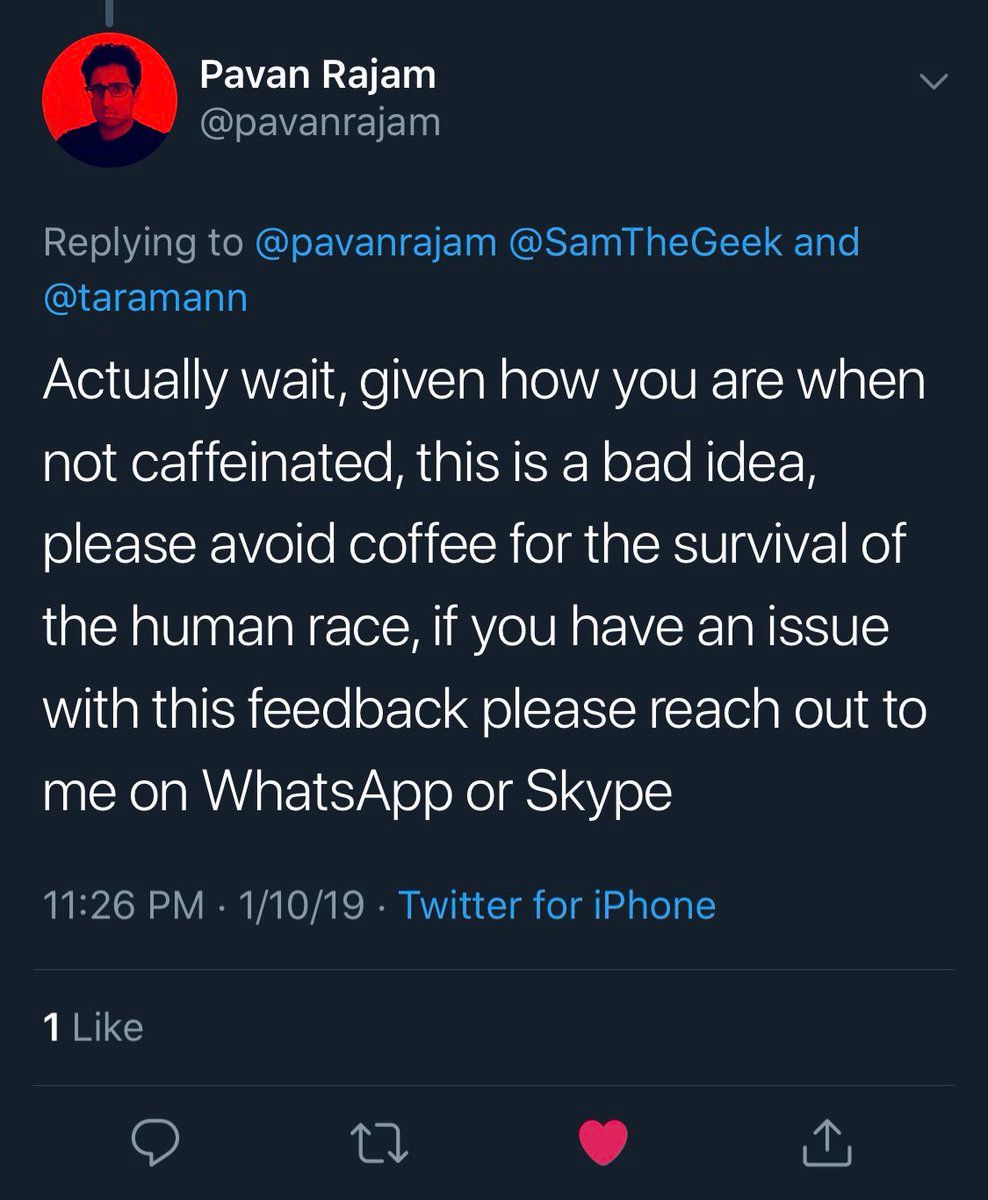 Pavan Rajam
@pavanrajam
Replying to @pavanrajam @SamTheGeek and
@taramann
Actually wait, given how you are when
not caffeinated, this is a bad idea,
please avoid coffee for the survival of
the human race, if you have an issue
with this feedback please reach out to
me on WhatsApp or Skype
11:26 PM · 1/10/19 · Twitter for iPhone
1 Like